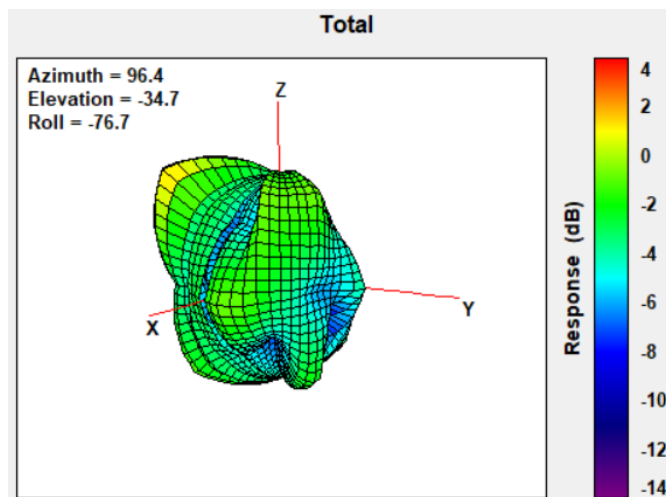 Total
Azimuth = 96.4
Elevation = -34.7
Roll = -76.7
Z
X
Y
Response (dB)
4
2
0
-2
-4
-6
-8
-10
-12
-14